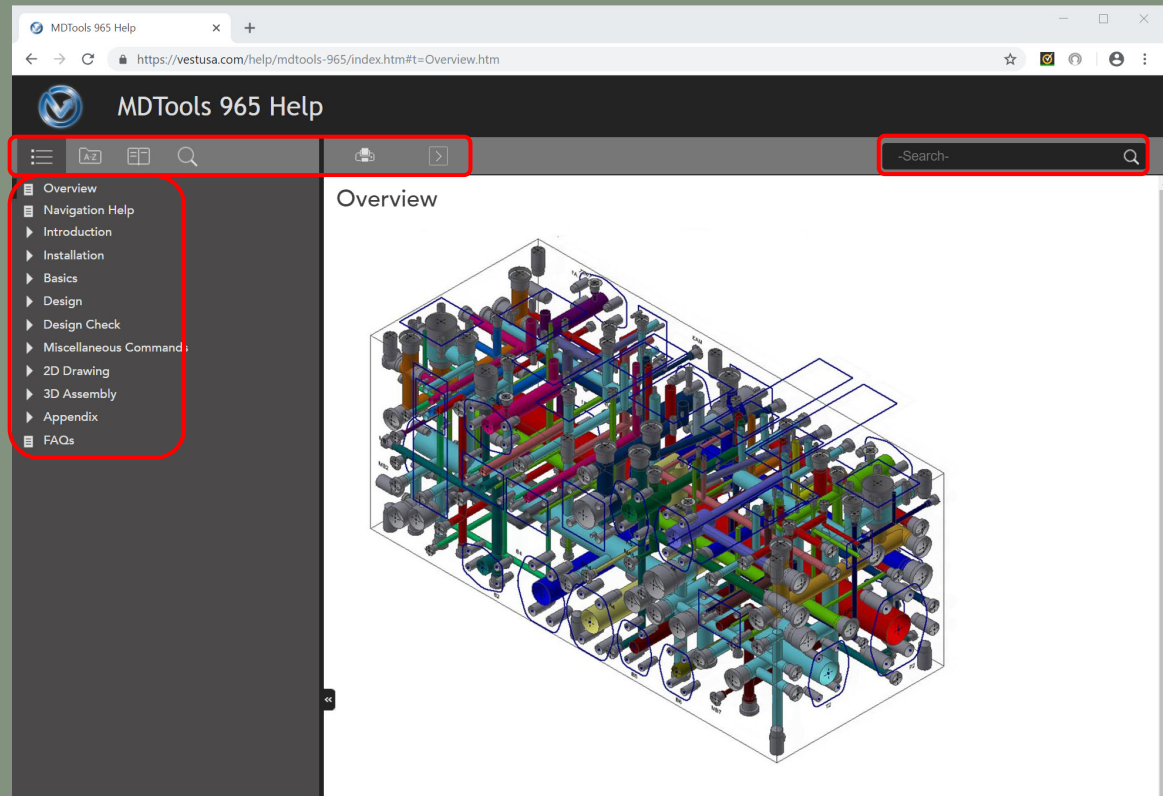 MDTools 965 Help
https://vestusa.com/help/mdtools-965/index.htm#t=Overview.htm
MDTools 965 Help
A-Z
-Search-
Overview
Navigation Help
Introduction
Installation
Basics
Design
Design Check
Miscellaneous Commands
2D Drawing
3D Assembly
Appendix
FAQs
Overview